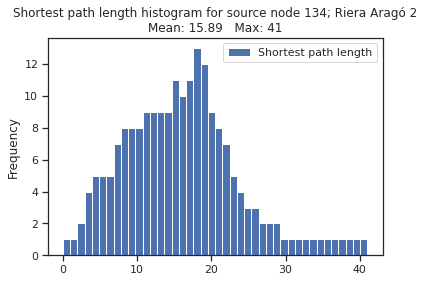 Shortest path length histogram for source node 134; Riera Aragó 2
Mean: 15.89   Max: 41
Shortest path length
Frequency
12
10
8
6
4
2
0
0 10 20 30 40